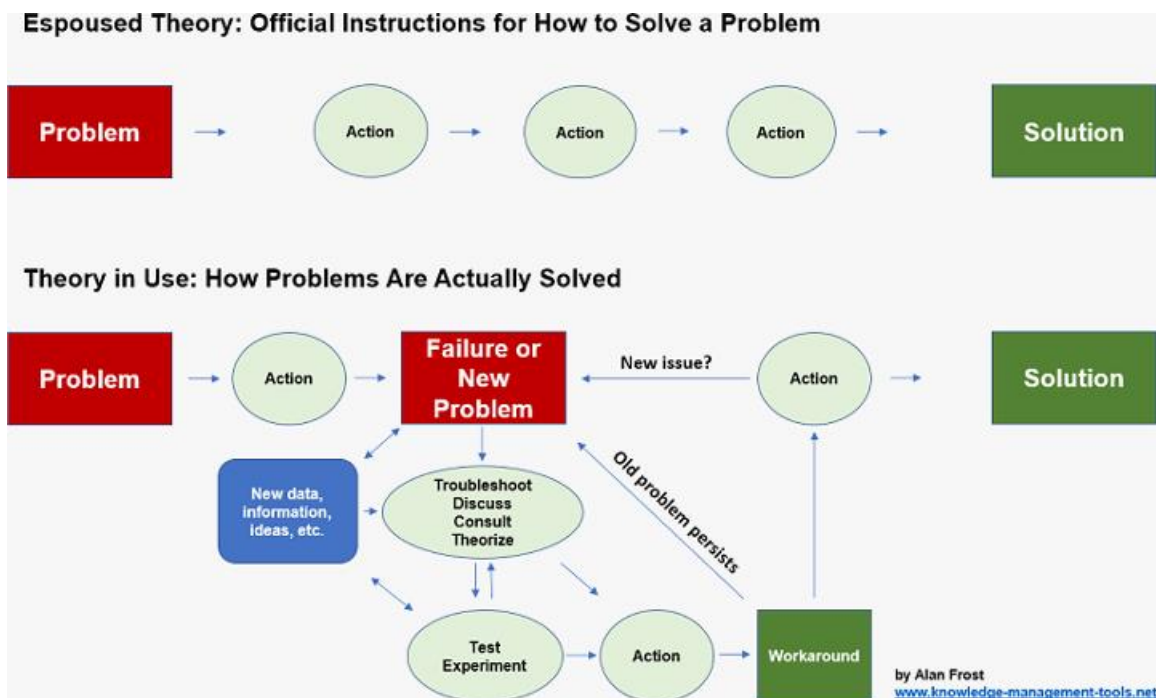 Espoused Theory: Official Instructions for How to Solve a Problem
Problem
Action
Action
Action
Solution
Theory in Use: How Problems Are Actually Solved
Problem
Action
Failure or
New
Problem
New issue?
Action
Solution
New data,
information,
ideas, etc.
Troubleshoot
Discuss
Consult
Theorize
Old problem persists
Test
Experiment
Action
Workaround
by Alan Frost
www.knowledge-management-tools.net